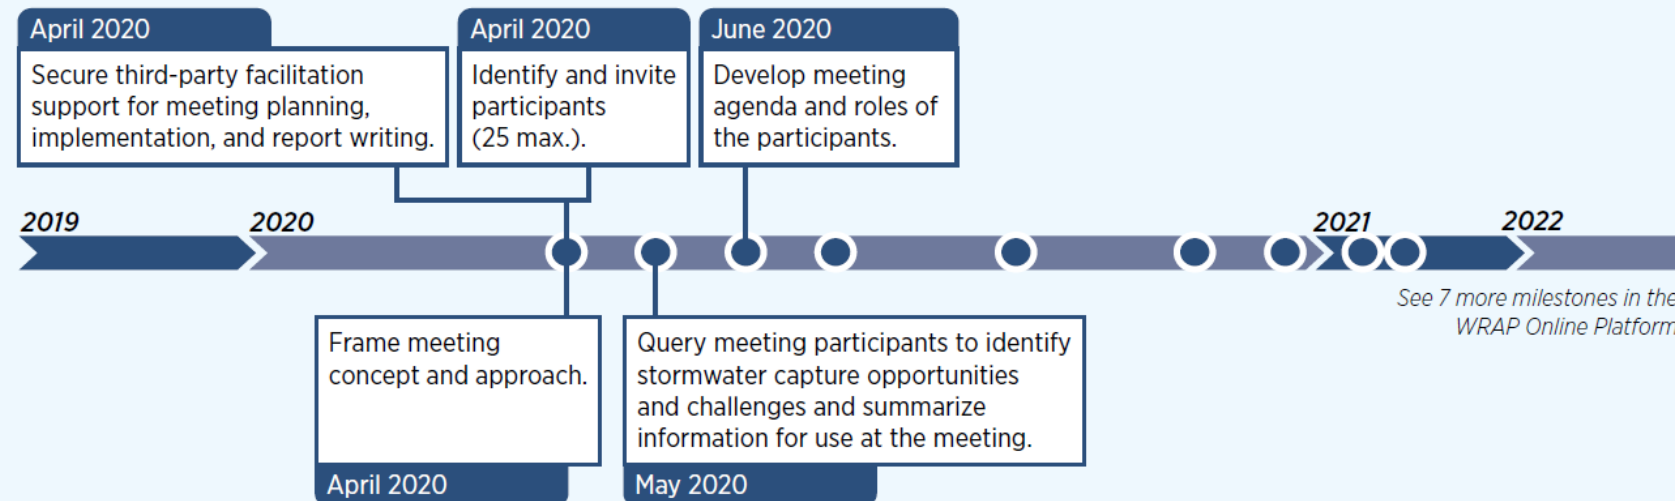 April 2020
Secure third-party facilitation
support for meeting planning,
implementation, and report writing.
April 2020
Identify and invite
participants
(25 max.).
June 2020
Develop meeting
agenda and roles of
the participants.
2019
2020
2021
2022
See 7 more milestones in the
WRAP Online Platform
Frame meeting
concept and approach.
April 2020
Query meeting participants to identify
stormwater capture opportunities
and challenges and summarize
information for use at the meeting.
May 2020